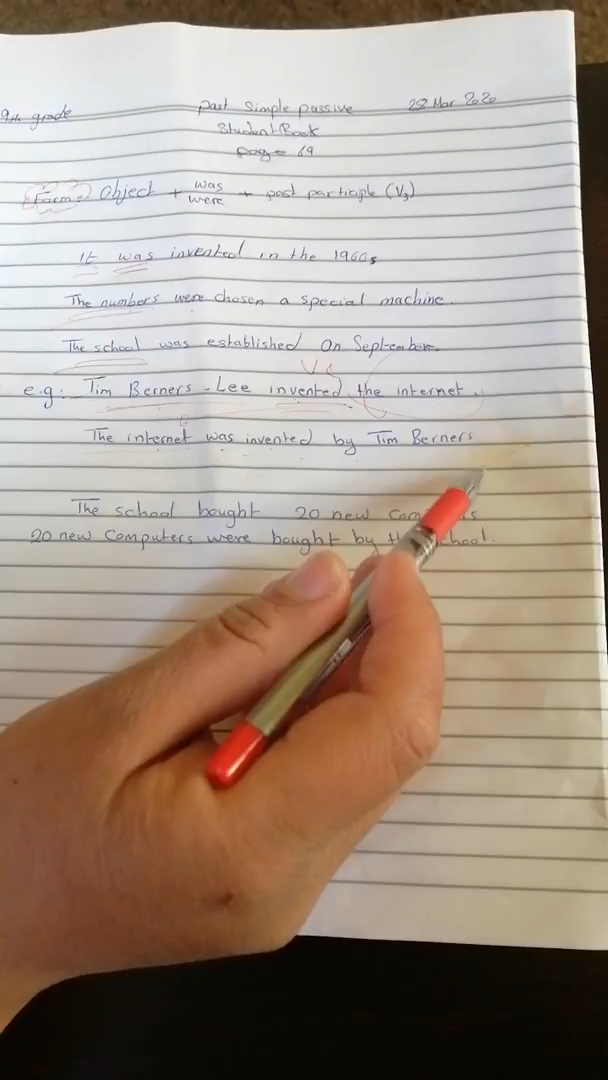 9th grade Past Simple passive 28 Mar 2020
Student Book
page 69
Form: Object + was were + past participle (V3)
It was invented in the 1960s
The numbers were chosen a special machine.
The school was established on September.
V S
e.g: Tim Berners-Lee invented the internet.
The internet was invented by Tim Berners
The school bought 20 new
20 new Computers were bought by school.